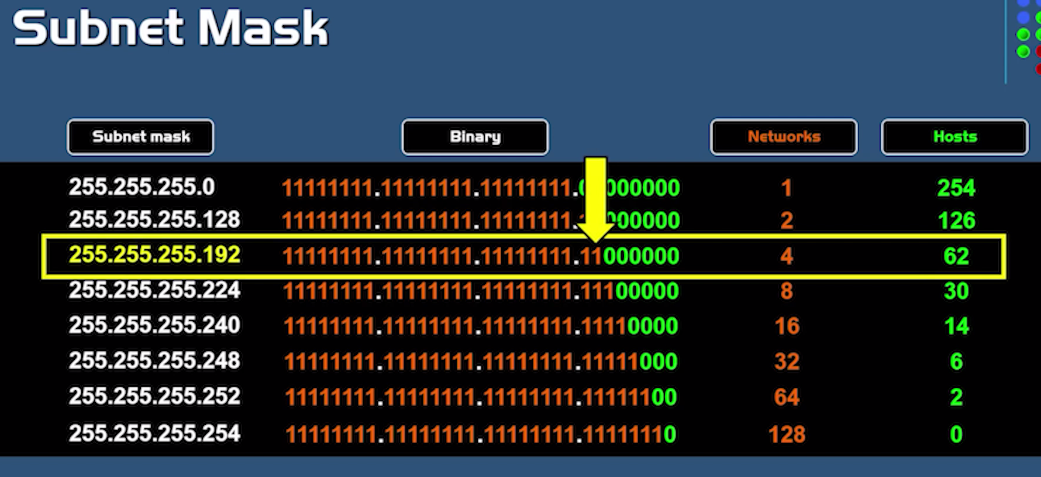 Subnet Mask
Subnet mask Binary Networks Hosts
255.255.255.0 11111111.11111111.11111111. 000000 1 254
255.255.255.128 11111111.11111111.11111111. 00000 2 126
255.255.255.192 11111111.11111111.11111111.11000000 4 62
255.255.255.224 11111111.11111111.11111111.11100000 8 30
255.255.255.240 11111111.11111111.11111111.11110000 16 14
255.255.255.248 11111111.11111111.11111111.11111000 32 6
255.255.255.252 11111111.11111111.11111111.11111100 64 2
255.255.255.254 11111111.11111111.11111111.11111110 128 0